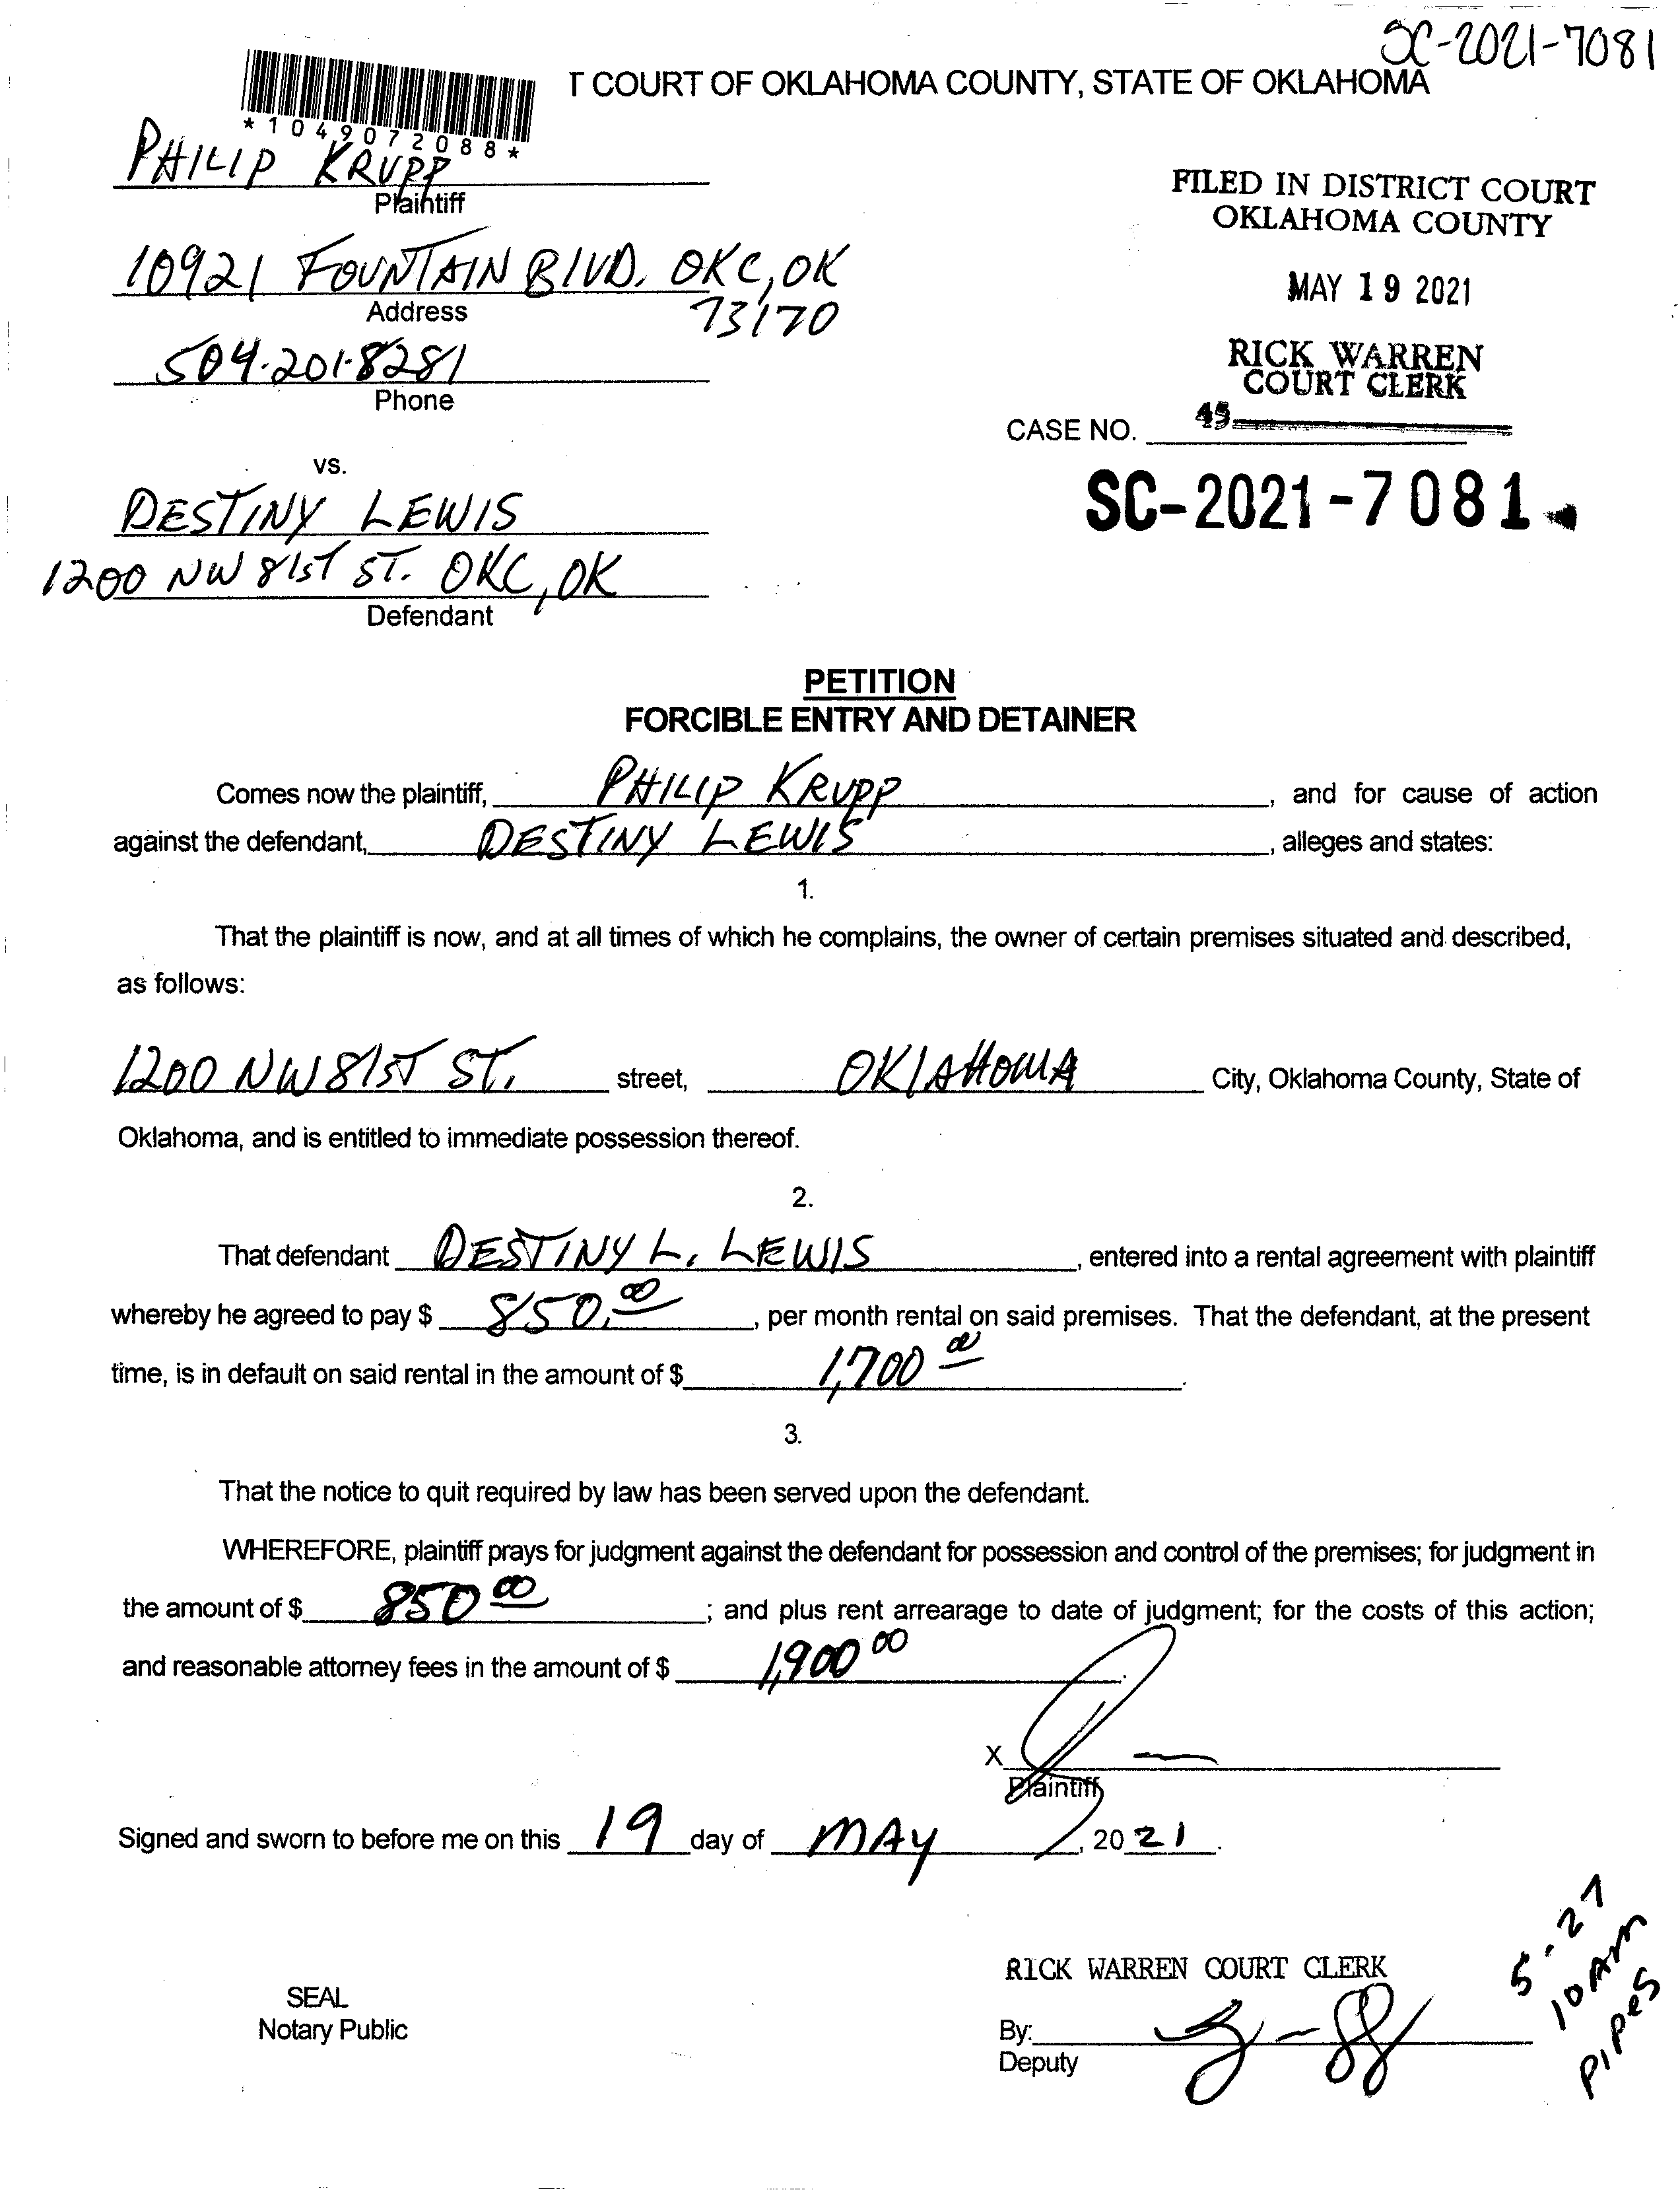 SC-2021-7081
T COURT OF OKLAHOMA COUNTY, STATE OF OKLAHOMA
*1049072088*
PHILIP KRUPP
Plaintiff
FILED IN DISTRICT COURT
OKLAHOMA COUNTY
10921 FOUNTAIN BLVD. OKC, OK
73170
Address
MAY 19 2021
504.201.8281
Phone
RICK WARREN
COURT CLERK
CASE NO. 45
vs.
SC-2021-7081
DESTINY LEWIS
1200 NW 81ST ST. OKC, OK
Defendant
PETITION
FORCIBLE ENTRY AND DETAINER
Comes now the plaintiff, PHILIP KRUPP, and for cause of action
against the defendant, DESTINY LEWIS, alleges and states:
1.
That the plaintiff is now, and at all times of which he complains, the owner of certain premises situated and described,
as follows:
1200 NW 81ST ST. street, OKLAHOMA City, Oklahoma County, State of
Oklahoma, and is entitled to immediate possession thereof.
2.
That defendant DESTINY L. LEWIS, entered into a rental agreement with plaintiff
whereby he agreed to pay $ 850.00, per month rental on said premises. That the defendant, at the present
time, is in default on said rental in the amount of $ 1,700 00.
3.
That the notice to quit required by law has been served upon the defendant.
WHEREFORE, plaintiff prays for judgment against the defendant for possession and control of the premises; for judgment in
the amount of $ 850 00; and plus rent arrearage to date of judgment; for the costs of this action;
and reasonable attorney fees in the amount of $ 1,900 00.
X
Plaintiff
Signed and sworn to before me on this 19 day of MAY, 2021.
5.27
10AM
PIPES
RICK WARREN COURT CLERK
SEAL
Notary Public
By:
Deputy